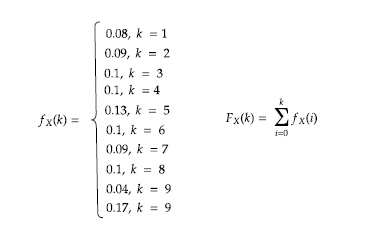 0.08, k = 1
0.09, k = 2
0.1, k = 3
0.1, k = 4
f_X(k) = { 0.13, k = 5
0.1, k = 6
0.09, k = 7
0.1, k = 8
0.04, k = 9
0.17, k = 9
F_X(k) = \sum_{i=0}^{k} f_X(i)